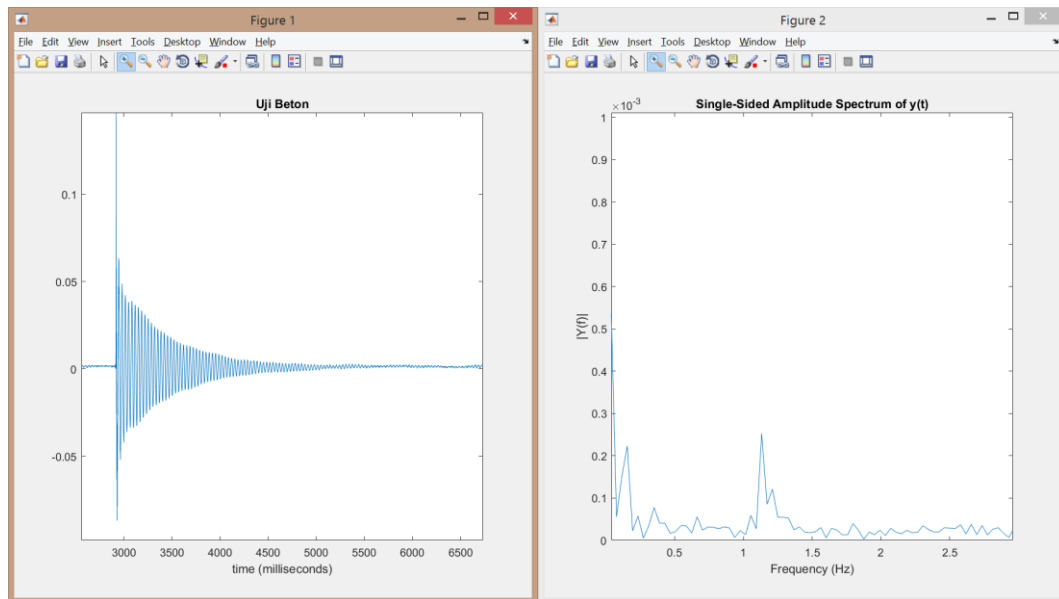 Figure 1
File Edit View Insert Tools Desktop Window Help
Uji Beton
0.1
0.05
0
-0.05
3000 3500 4000 4500 5000 5500 6000 6500
time (milliseconds)
Figure 2
File Edit View Insert Tools Desktop Window Help
×10⁻³
Single-Sided Amplitude Spectrum of y(t)
1
0.9
0.8
0.7
0.6
0.5
0.4
0.3
0.2
0.1
0
|Y(f)|
0.5 1 1.5 2 2.5
Frequency (Hz)